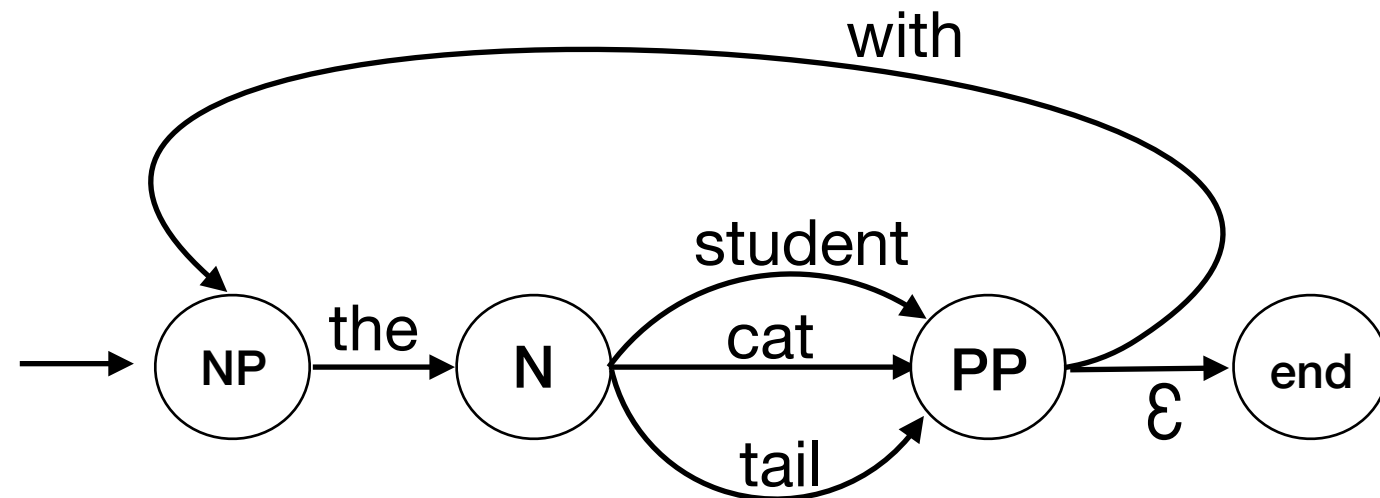 with
student
the
cat
NP
N
PP
end
ε
tail